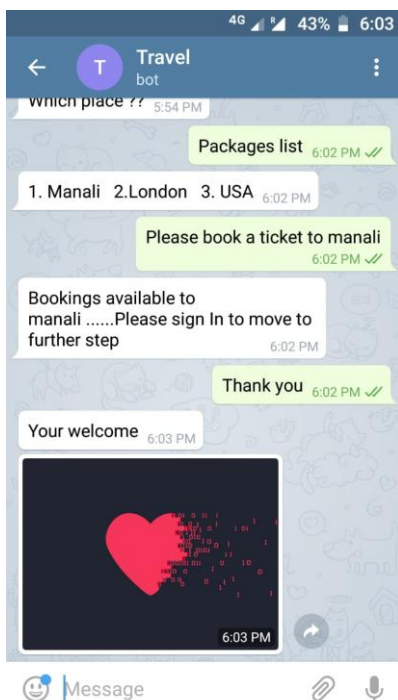 4G R 43% 6:03
T Travel
bot
Which place ?? 5:54 PM
Packages list 6:02 PM
1. Manali 2.London 3. USA 6:02 PM
Please book a ticket to manali
6:02 PM
Bookings available to
manali ......Please sign In to move to
further step 6:02 PM
Thank you 6:02 PM
Your welcome 6:03 PM
6:03 PM
Message